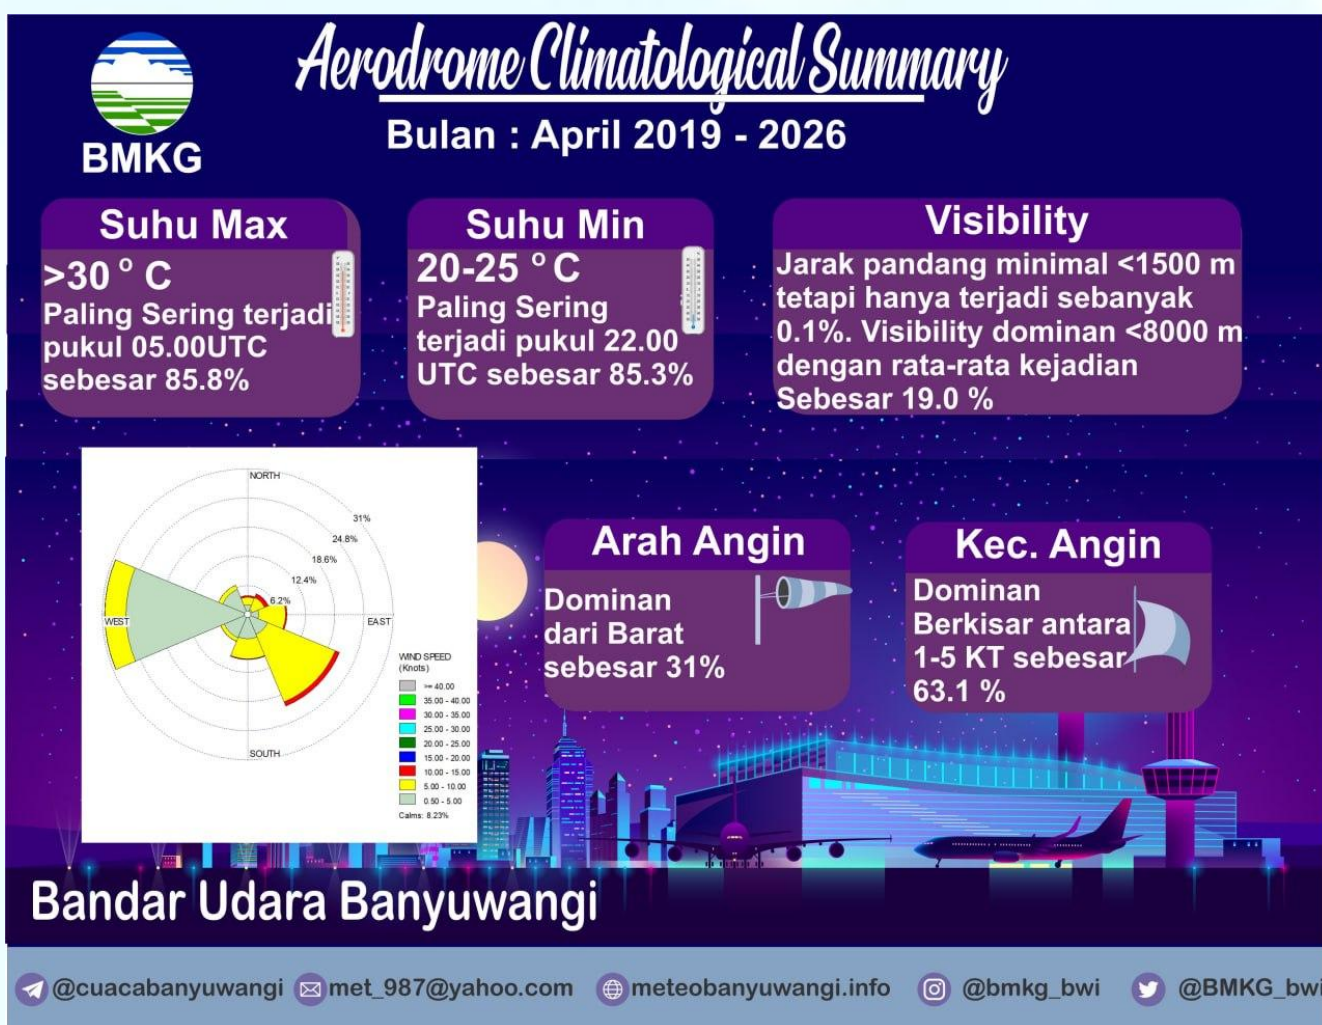 Aerodrome Climatological Summary
Bulan : April 2019 - 2026
BMKG
Suhu Max
>30 ° C
Paling Sering terjadi
pukul 05.00UTC
sebesar 85.8%
Suhu Min
20-25 ° C
Paling Sering
terjadi pukul 22.00
UTC sebesar 85.3%
Visibility
Jarak pandang minimal <1500 m
tetapi hanya terjadi sebanyak
0.1%. Visibility dominan <8000 m
dengan rata-rata kejadian
Sebesar 19.0 %
NORTH
31%
24.8%
18.6%
12.4%
6.2%
WEST
EAST
SOUTH
WIND SPEED
(Knots)
>= 40.00
35.00 - 40.00
30.00 - 35.00
25.00 - 30.00
20.00 - 25.00
15.00 - 20.00
10.00 - 15.00
5.00 - 10.00
0.50 - 5.00
Calms: 8.23%
Arah Angin
Dominan
dari Barat
sebesar 31%
Kec. Angin
Dominan
Berkisar antara
1-5 KT sebesar
63.1 %
Bandar Udara Banyuwangi
@cuacabanyuwangi met_987@yahoo.com meteobanyuwangi.info @bmkg_bwi @BMKG_bwi